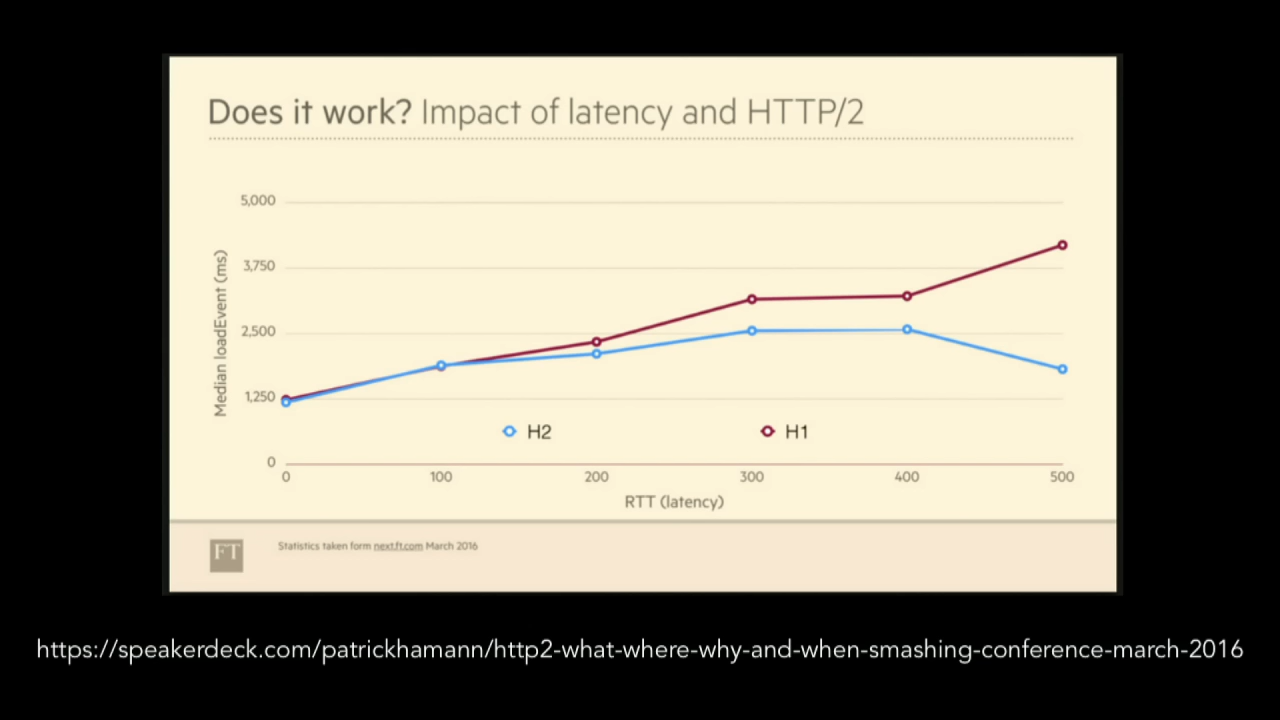 Does it work? Impact of latency and HTTP/2
5,000
3,750
2,500
1,250
0
Median loadEvent (ms)
H2
H1
0 100 200 300 400 500
RTT (latency)
FT
Statistics taken form next.ft.com March 2016
https://speakerdeck.com/patrickhamann/http2-what-where-why-and-when-smashing-conference-march-2016